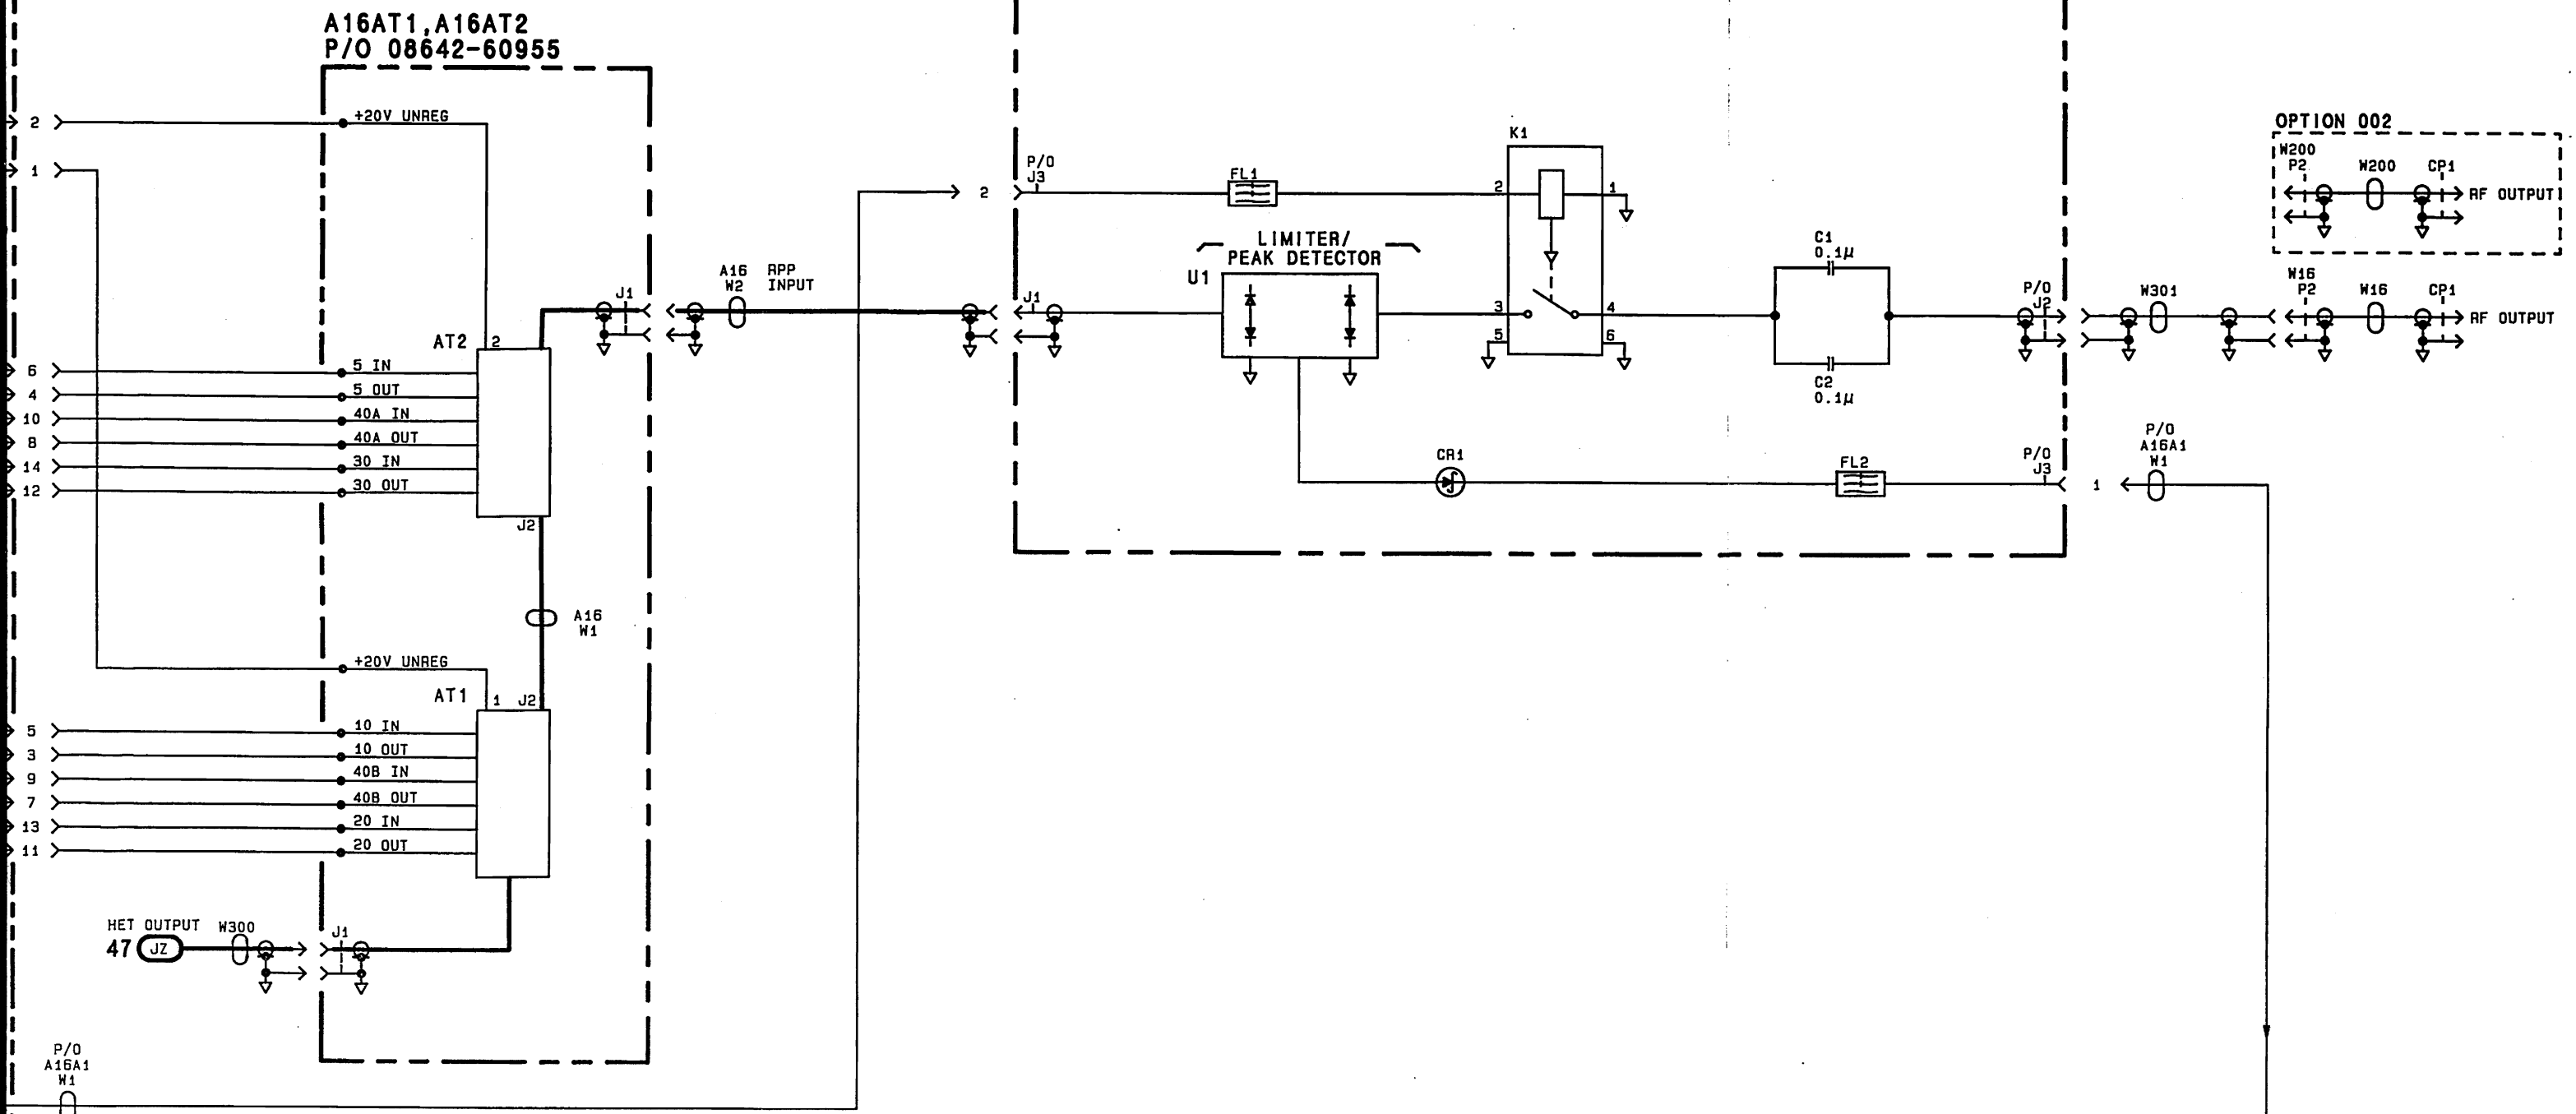 A16AT1,A16AT2
P/O 08642-60955
2
+20V UNREG
1
AT2
2
6
5 IN
4
5 OUT
10
40A IN
8
40A OUT
14
30 IN
12
30 OUT
J2
J1
A16
W2
RPP
INPUT
A16
W1
+20V UNREG
AT1
1
J2
5
10 IN
3
10 OUT
9
40B IN
7
40B OUT
13
20 IN
11
20 OUT
HET OUTPUT
W300
47
JZ
J1
P/O
A16A1
W1
2
P/O
J3
FL1
K1
2
1
LIMITER/
PEAK DETECTOR
U1
J1
3
4
5
6
C1
0.1µ
C2
0.1µ
CR1
FL2
P/O
J2
P/O
J3
1
P/O
A16A1
W1
W301
OPTION 002
W200
P2
W200
CP1
RF OUTPUT
W16
P2
W16
CP1
RF OUTPUT